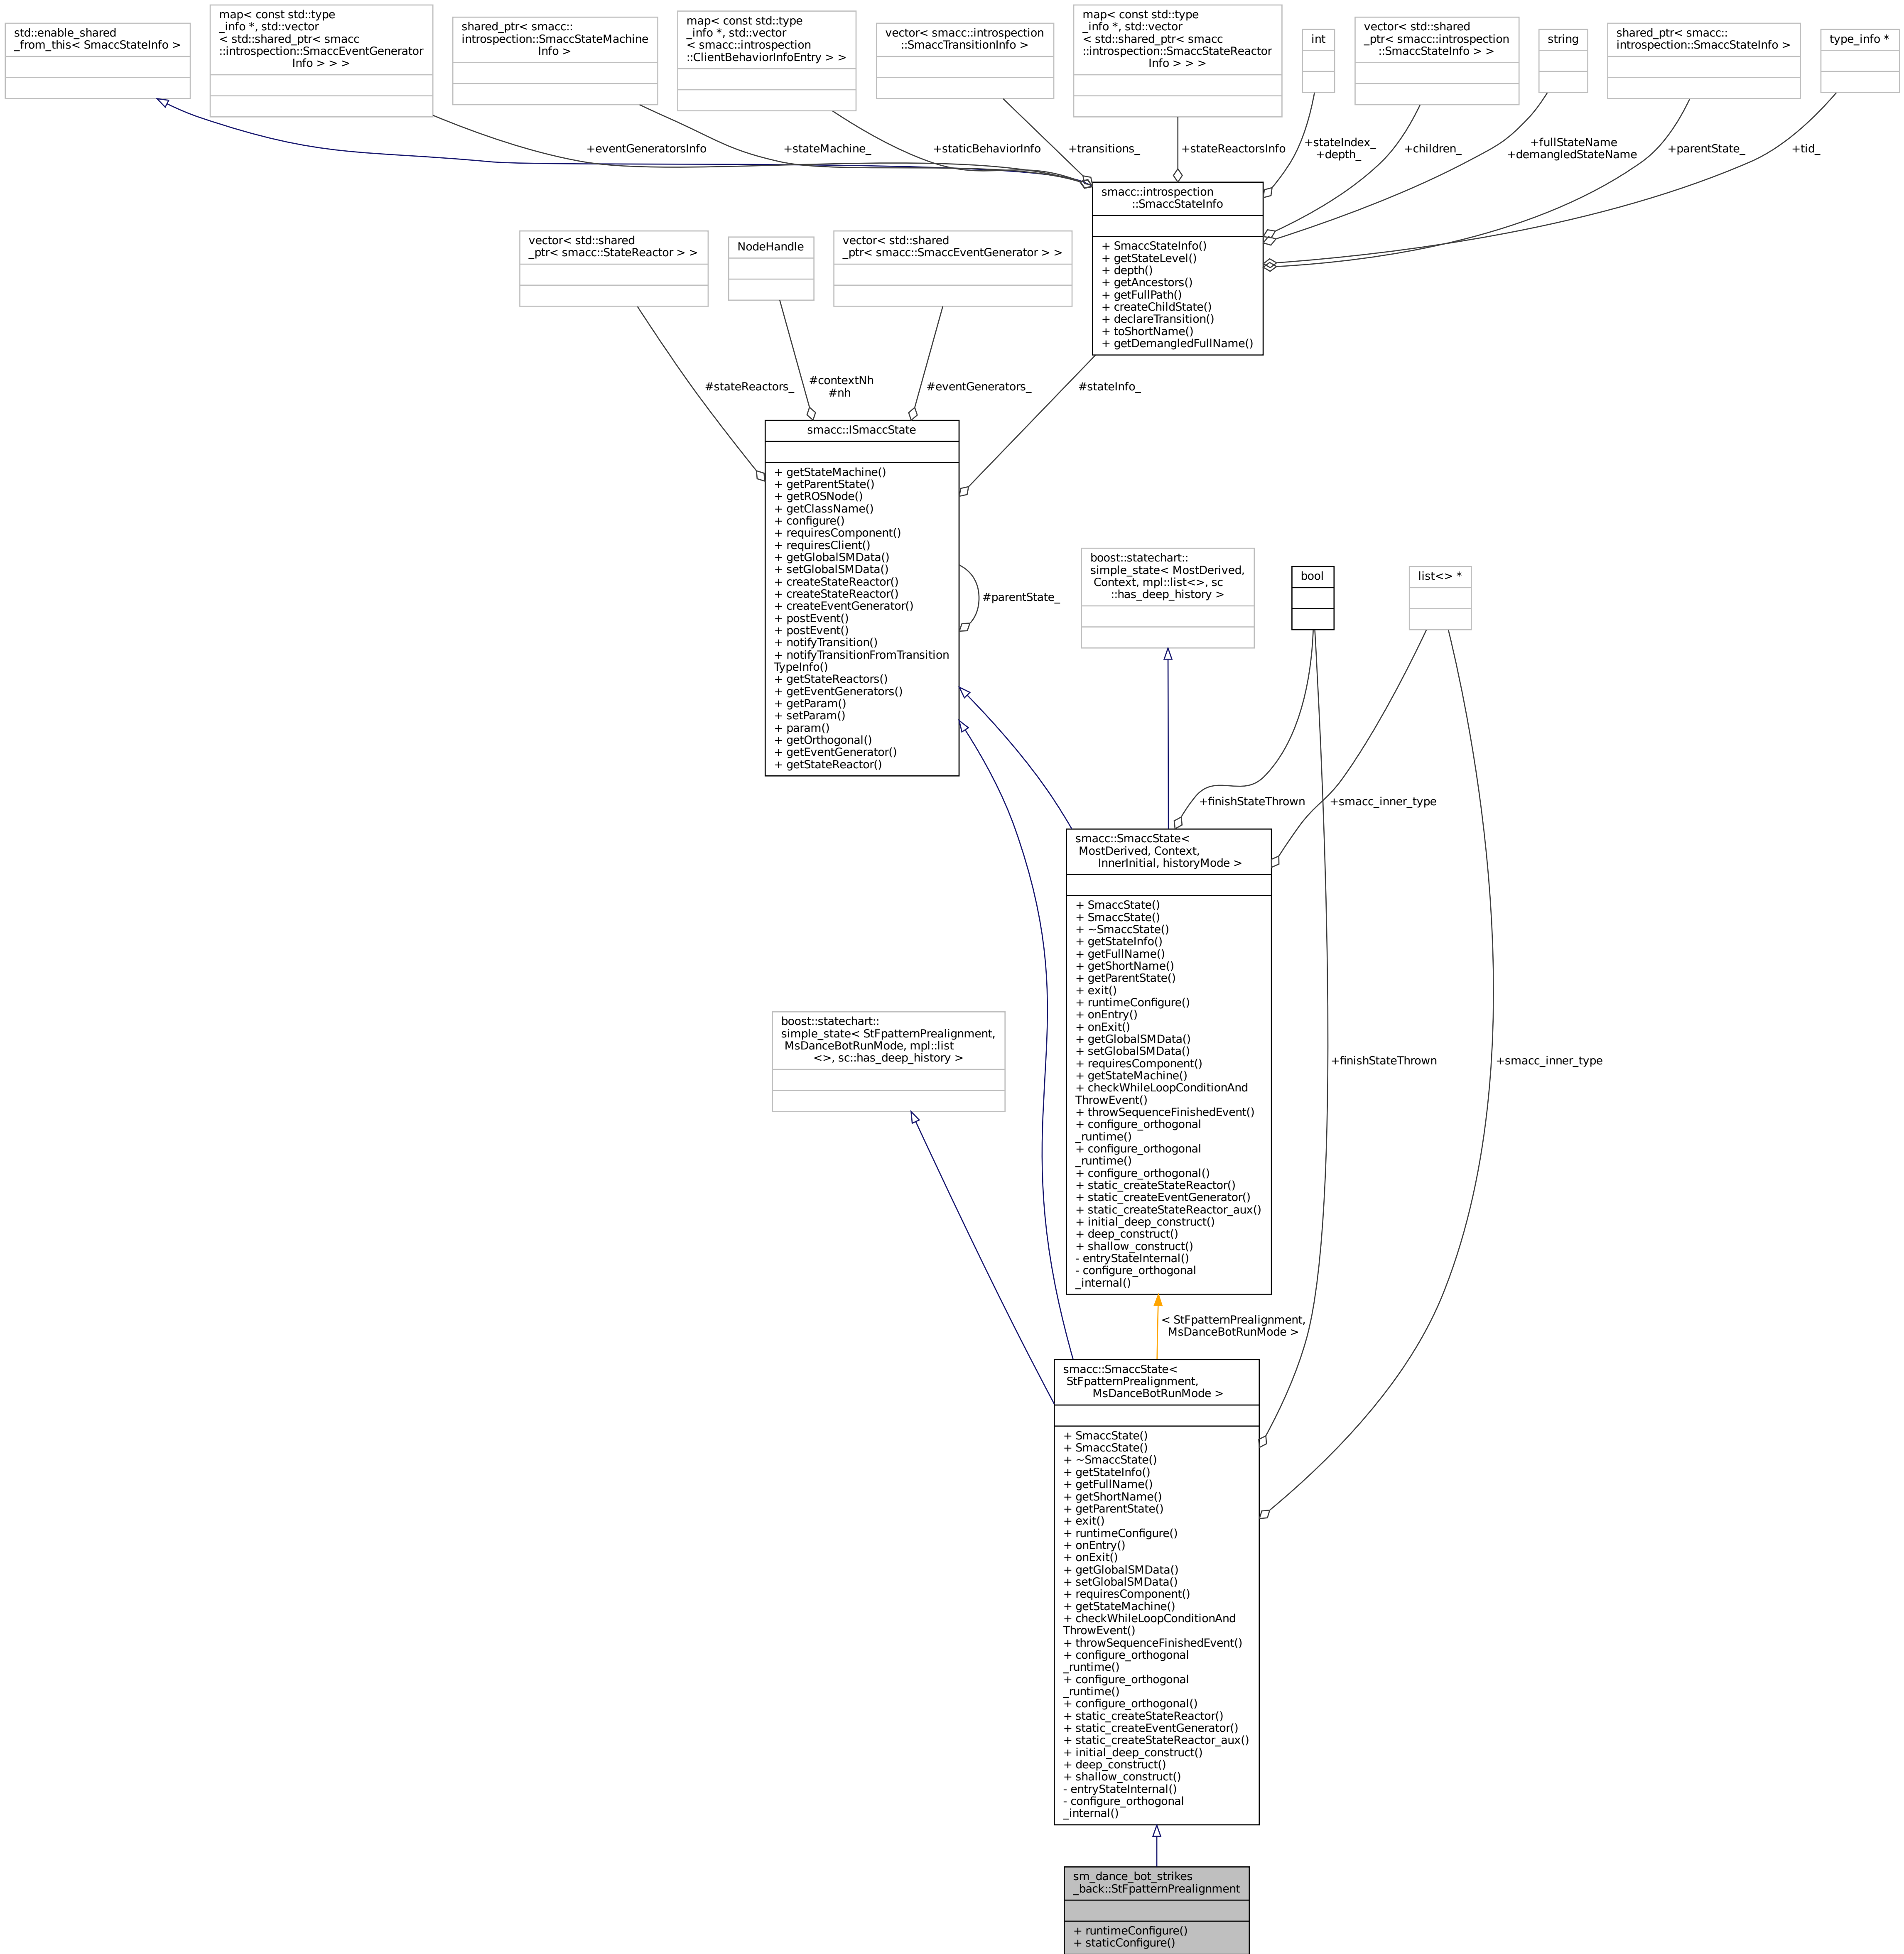 std::enable_shared
_from_this< SmaccStateInfo >
map< const std::type
_info *, std::vector
< std::shared_ptr< smacc
::introspection::SmaccEventGenerator
Info > > >
shared_ptr< smacc::
introspection::SmaccStateMachine
Info >
map< const std::type
_info *, std::vector
< smacc::introspection
::ClientBehaviorInfoEntry > >
vector< smacc::introspection
::SmaccTransitionInfo >
map< const std::type
_info *, std::vector
< std::shared_ptr< smacc
::introspection::SmaccStateReactor
Info > > >
int
vector< std::shared
_ptr< smacc::introspection
::SmaccStateInfo > >
string
shared_ptr< smacc::
introspection::SmaccStateInfo >
type_info *
+eventGeneratorsInfo
+stateMachine_
+staticBehaviorInfo
+transitions_
+stateReactorsInfo
+stateIndex_
+depth_
+children_
+fullStateName
+demangledStateName
+parentState_
+tid_
smacc::introspection
::SmaccStateInfo
+ SmaccStateInfo()
+ getStateLevel()
+ depth()
+ getAncestors()
+ getFullPath()
+ createChildState()
+ declareTransition()
+ toShortName()
+ getDemangledFullName()
vector< std::shared
_ptr< smacc::StateReactor > >
NodeHandle
vector< std::shared
_ptr< smacc::SmaccEventGenerator > >
#stateReactors_
#contextNh
#nh
#eventGenerators_
#stateInfo_
smacc::ISmaccState
+ getStateMachine()
+ getParentState()
+ getROSNode()
+ getClassName()
+ configure()
+ requiresComponent()
+ requiresClient()
+ getGlobalSMData()
+ setGlobalSMData()
+ createStateReactor()
+ createStateReactor()
+ createEventGenerator()
+ postEvent()
+ postEvent()
+ notifyTransition()
+ notifyTransitionFromTransition
TypeInfo()
+ getStateReactors()
+ getEventGenerators()
+ getParam()
+ setParam()
+ param()
+ getOrthogonal()
+ getEventGenerator()
+ getStateReactor()
#parentState_
boost::statechart::
simple_state< MostDerived,
Context, mpl::list<>, sc
::has_deep_history >
bool
list<> *
+finishStateThrown
+smacc_inner_type
smacc::SmaccState<
MostDerived, Context,
InnerInitial, historyMode >
+ SmaccState()
+ SmaccState()
+ ~SmaccState()
+ getStateInfo()
+ getFullName()
+ getShortName()
+ getParentState()
+ exit()
+ runtimeConfigure()
+ onEntry()
+ onExit()
+ getGlobalSMData()
+ setGlobalSMData()
+ requiresComponent()
+ getStateMachine()
+ checkWhileLoopConditionAnd
ThrowEvent()
+ throwSequenceFinishedEvent()
+ configure_orthogonal
_runtime()
+ configure_orthogonal
_runtime()
+ configure_orthogonal()
+ static_createStateReactor()
+ static_createEventGenerator()
+ static_createStateReactor_aux()
+ initial_deep_construct()
+ deep_construct()
+ shallow_construct()
- entryStateInternal()
- configure_orthogonal
_internal()
boost::statechart::
simple_state< StFpatternPrealignment,
MsDanceBotRunMode, mpl::list
<>, sc::has_deep_history >
+finishStateThrown
+smacc_inner_type
< StFpatternPrealignment,
MsDanceBotRunMode >
smacc::SmaccState<
StFpatternPrealignment,
MsDanceBotRunMode >
+ SmaccState()
+ SmaccState()
+ ~SmaccState()
+ getStateInfo()
+ getFullName()
+ getShortName()
+ getParentState()
+ exit()
+ runtimeConfigure()
+ onEntry()
+ onExit()
+ getGlobalSMData()
+ setGlobalSMData()
+ requiresComponent()
+ getStateMachine()
+ checkWhileLoopConditionAnd
ThrowEvent()
+ throwSequenceFinishedEvent()
+ configure_orthogonal
_runtime()
+ configure_orthogonal
_runtime()
+ configure_orthogonal()
+ static_createStateReactor()
+ static_createEventGenerator()
+ static_createStateReactor_aux()
+ initial_deep_construct()
+ deep_construct()
+ shallow_construct()
- entryStateInternal()
- configure_orthogonal
_internal()
sm_dance_bot_strikes
_back::StFpatternPrealignment
+ runtimeConfigure()
+ staticConfigure()